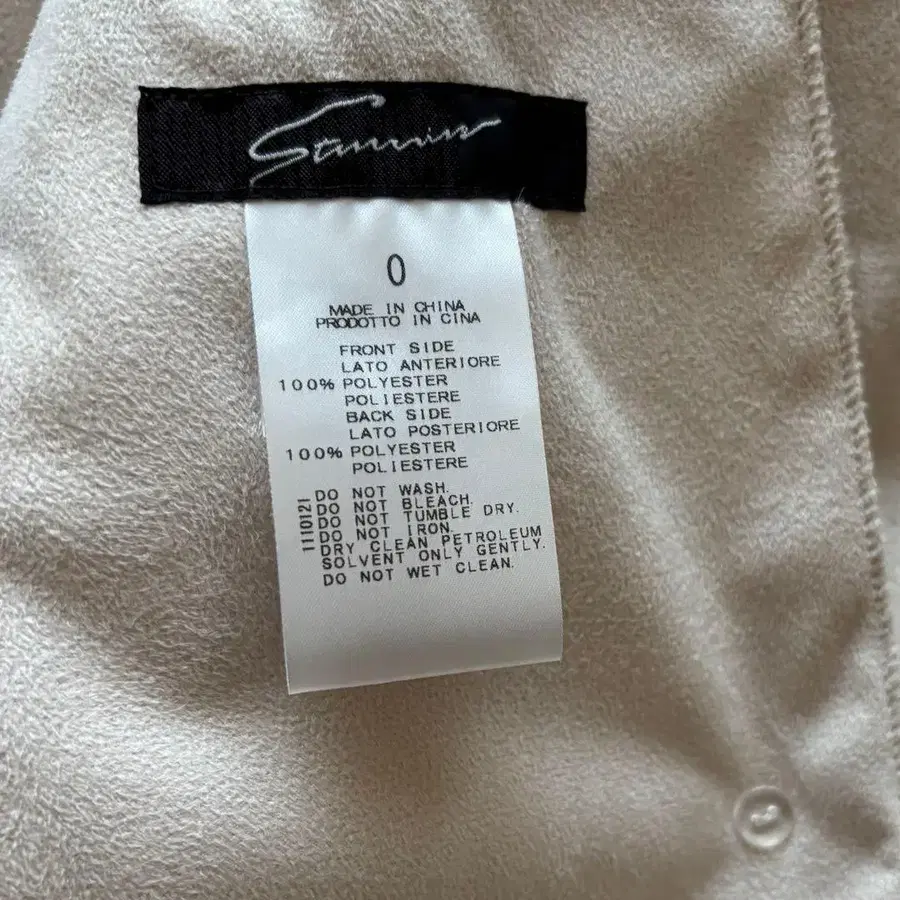 0
MADE IN CHINA
PRODOTTO IN CINA
FRONT SIDE
LATO ANTERIORE
100% POLYESTER
POLIESTERE
BACK SIDE
LATO POSTERIORE
100% POLYESTER
POLIESTERE
DO NOT WASH.
DO NOT BLEACH.
DO NOT TUMBLE DRY.
DO NOT IRON.
DRY CLEAN PETROLEUM
SOLVENT ONLY GENTLY.
DO NOT WET CLEAN.